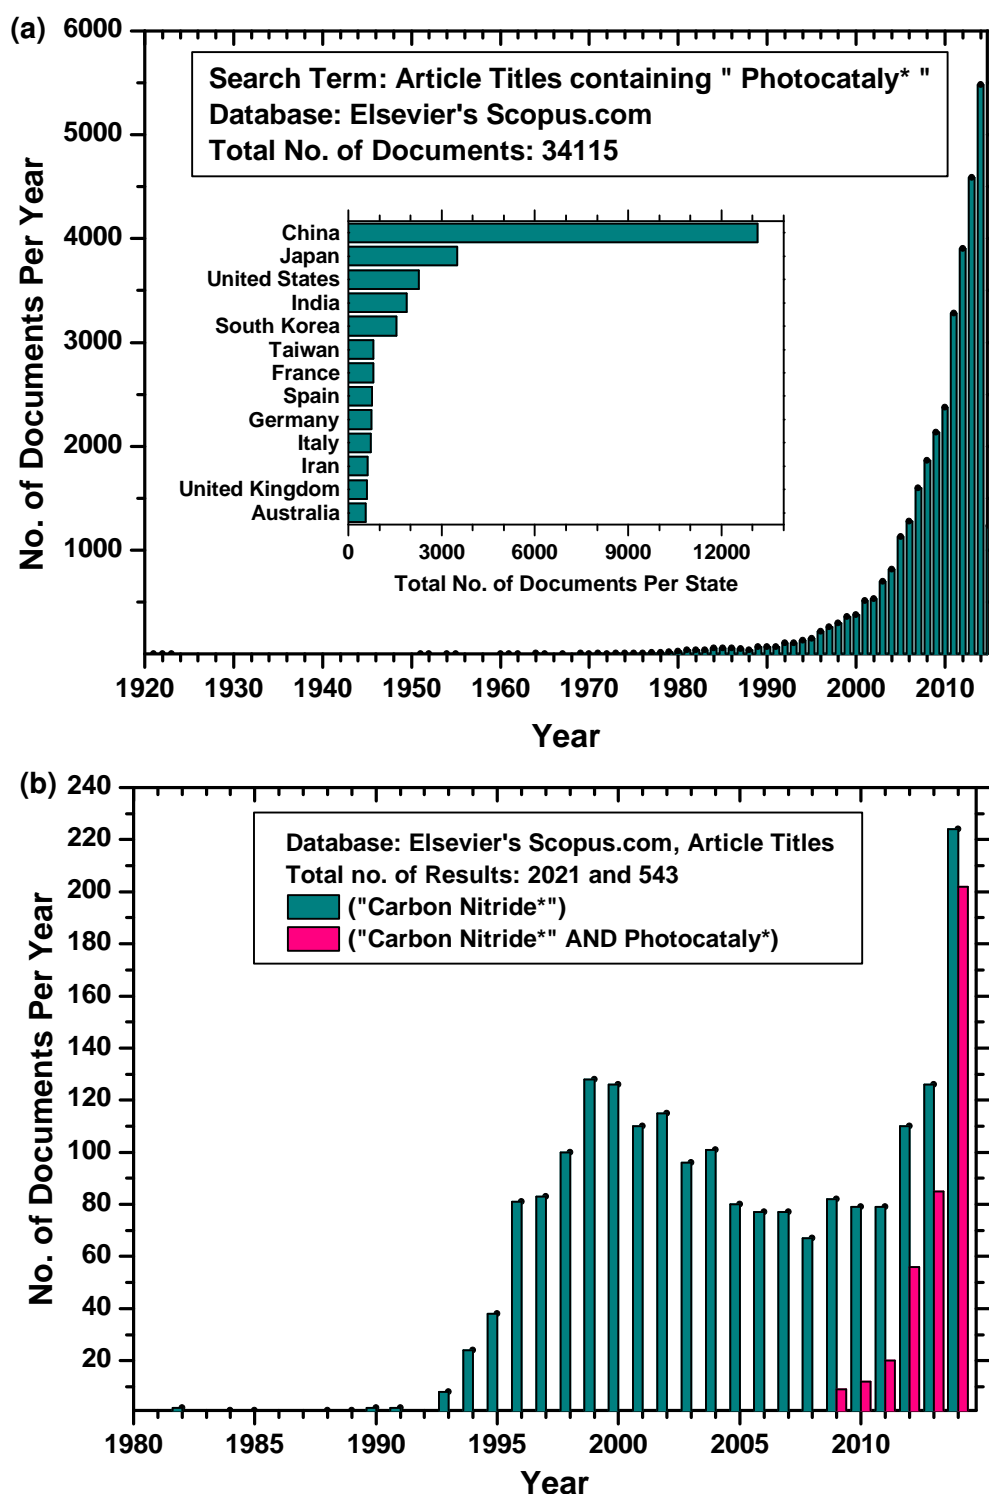 (a)
6000
5000
4000
3000
2000
1000
No. of Documents Per Year
Search Term: Article Titles containing " Photocataly* "
Database: Elsevier's Scopus.com
Total No. of Documents: 34115
China
Japan
United States
India
South Korea
Taiwan
France
Spain
Germany
Italy
Iran
United Kingdom
Australia
0 3000 6000 9000 12000
Total No. of Documents Per State
1920 1930 1940 1950 1960 1970 1980 1990 2000 2010
Year
(b)
240
220
200
180
160
140
120
100
80
60
40
20
No. of Documents Per Year
Database: Elsevier's Scopus.com, Article Titles
Total no. of Results: 2021 and 543
("Carbon Nitride*")
("Carbon Nitride*" AND Photocataly*)
1980 1985 1990 1995 2000 2005 2010
Year